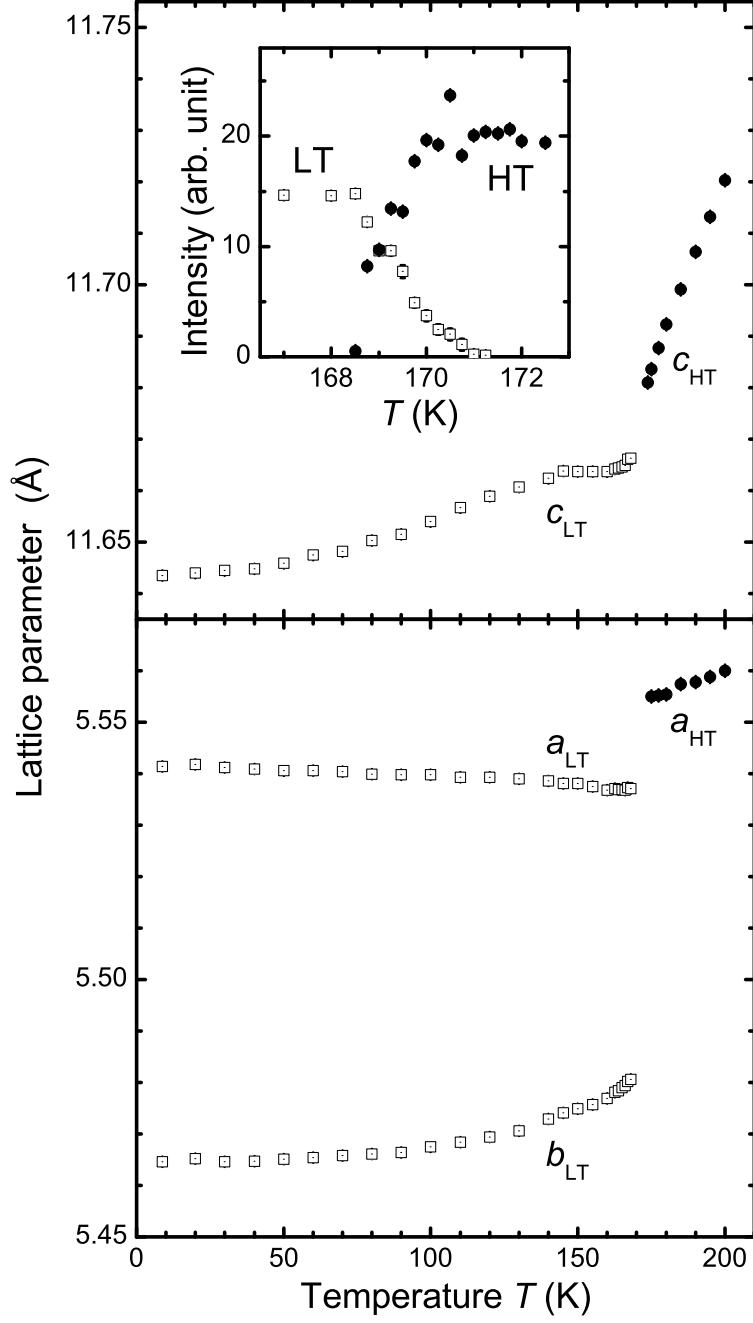 11.75
11.70
11.65
Intensity (arb. unit)
20
10
0
LT
HT
168
170
172
T (K)
cHT
cLT
Lattice parameter (Å)
5.55
5.50
5.45
aLT
aHT
bLT
0
50
100
150
200
Temperature T (K)